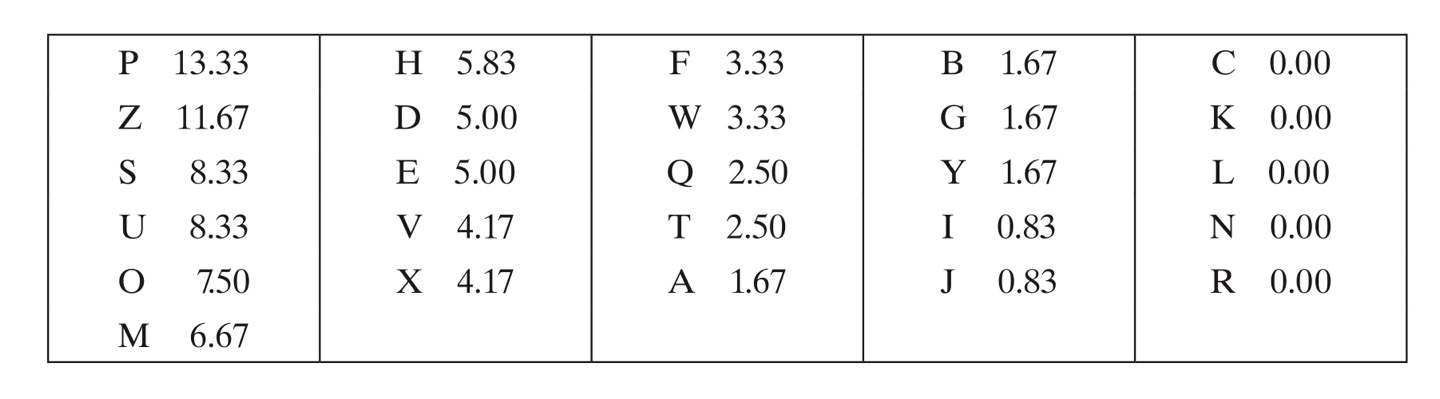 P 13.33 H 5.83 F 3.33 B 1.67 C 0.00
Z 11.67 D 5.00 W 3.33 G 1.67 K 0.00
S 8.33 E 5.00 Q 2.50 Y 1.67 L 0.00
U 8.33 V 4.17 T 2.50 I 0.83 N 0.00
O 7.50 X 4.17 A 1.67 J 0.83 R 0.00
M 6.67